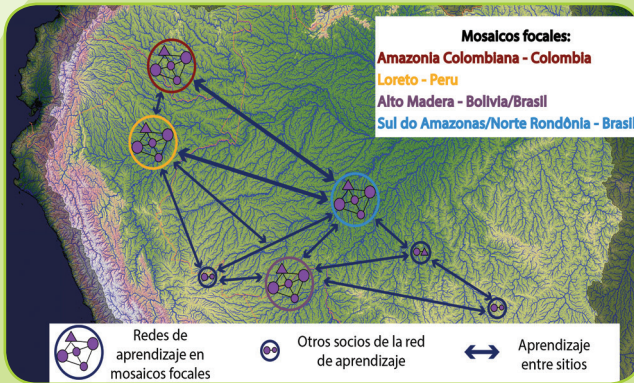 Mosaicos focales:
Amazonia Colombiana - Colombia
Loreto - Peru
Alto Madera - Bolivia/Brasil
Sul do Amazonas/Norte Rondônia - Brasil
Redes de
aprendizaje en
mosaicos focales
Otros socios de la red
de aprendizaje
Aprendizaje
entre sitios